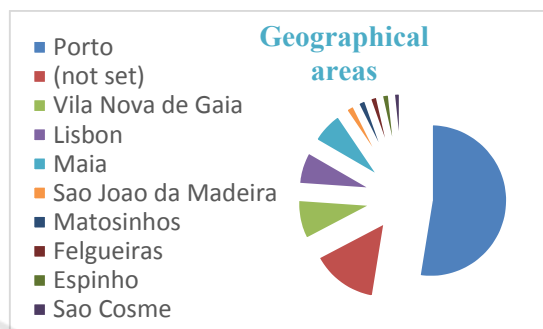 Geographical
areas
Porto
(not set)
Vila Nova de Gaia
Lisbon
Maia
Sao Joao da Madeira
Matosinhos
Felgueiras
Espinho
Sao Cosme